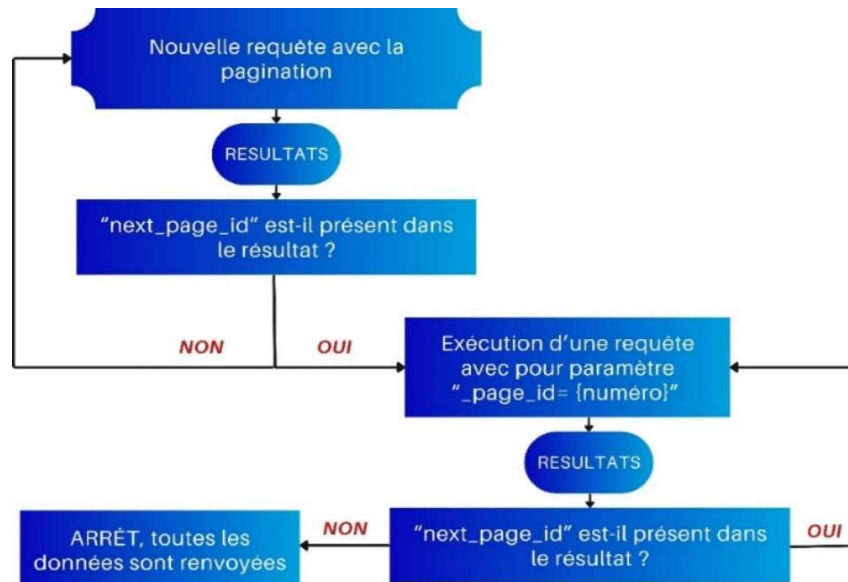 Nouvelle requête avec la
pagination
RESULTATS
“next_page_id” est-il présent dans
le résultat ?
NON
OUI
Exécution d’une requête
avec pour paramètre
“_page_id= {numéro}”
RESULTATS
ARRÊT, toutes les
données sont renvoyées
NON
“next_page_id” est-il présent dans
le résultat ?
OUI